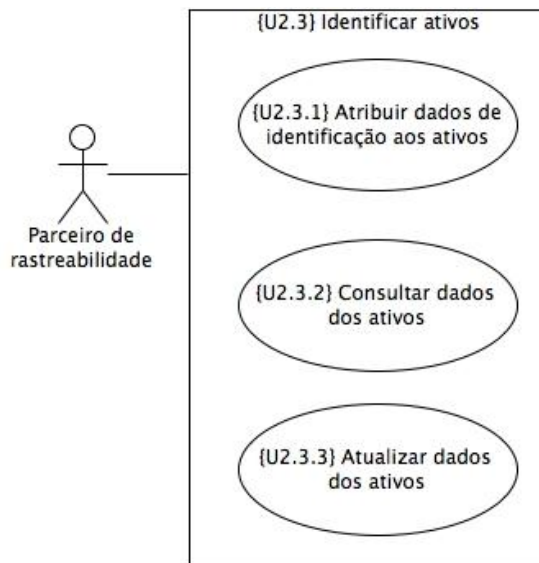 {U2.3} Identificar ativos
{U2.3.1} Atribuir dados de
identificação aos ativos
Parceiro de
rastreabilidade
{U2.3.2} Consultar dados
dos ativos
{U2.3.3} Atualizar dados
dos ativos